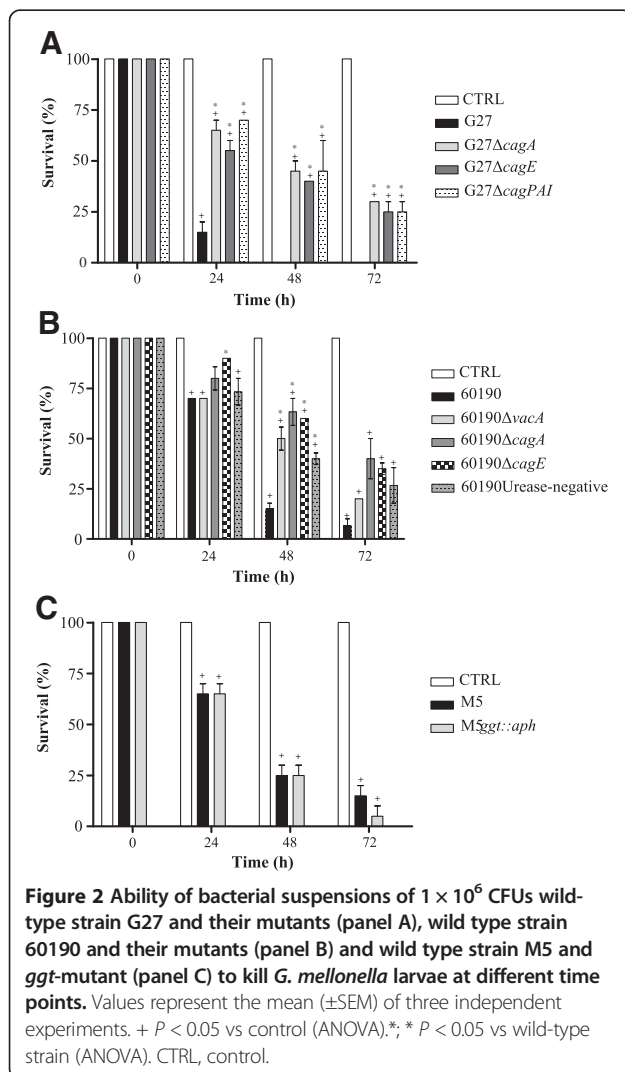 A
100
75
50
25
0
Survival (%)
+
* +
* +
* +
* +
* +
* +
* +
* +
* +
0 24 48 72
Time (h)
CTRL
G27
G27ΔcagA
G27ΔcagE
G27ΔcagPAI
B
100
75
50
25
0
Survival (%)
+ +
*
+
+
* +
* +
* +
* +
+
+
+
+
+
0 24 48 72
Time (h)
CTRL
60190
60190ΔvacA
60190ΔcagA
60190ΔcagE
60190Urease-negative
C
100
75
50
25
0
Survival (%)
+ +
+ +
+
+
0 24 48 72
Time (h)
CTRL
M5
M5ggt::aph
Figure 2 Ability of bacterial suspensions of 1 × 10⁶ CFUs wild-
type strain G27 and their mutants (panel A), wild type strain
60190 and their mutants (panel B) and wild type strain M5 and
ggt-mutant (panel C) to kill G. mellonella larvae at different time
points. Values represent the mean (±SEM) of three independent
experiments. + P < 0.05 vs control (ANOVA).*; * P < 0.05 vs wild-type
strain (ANOVA). CTRL, control.